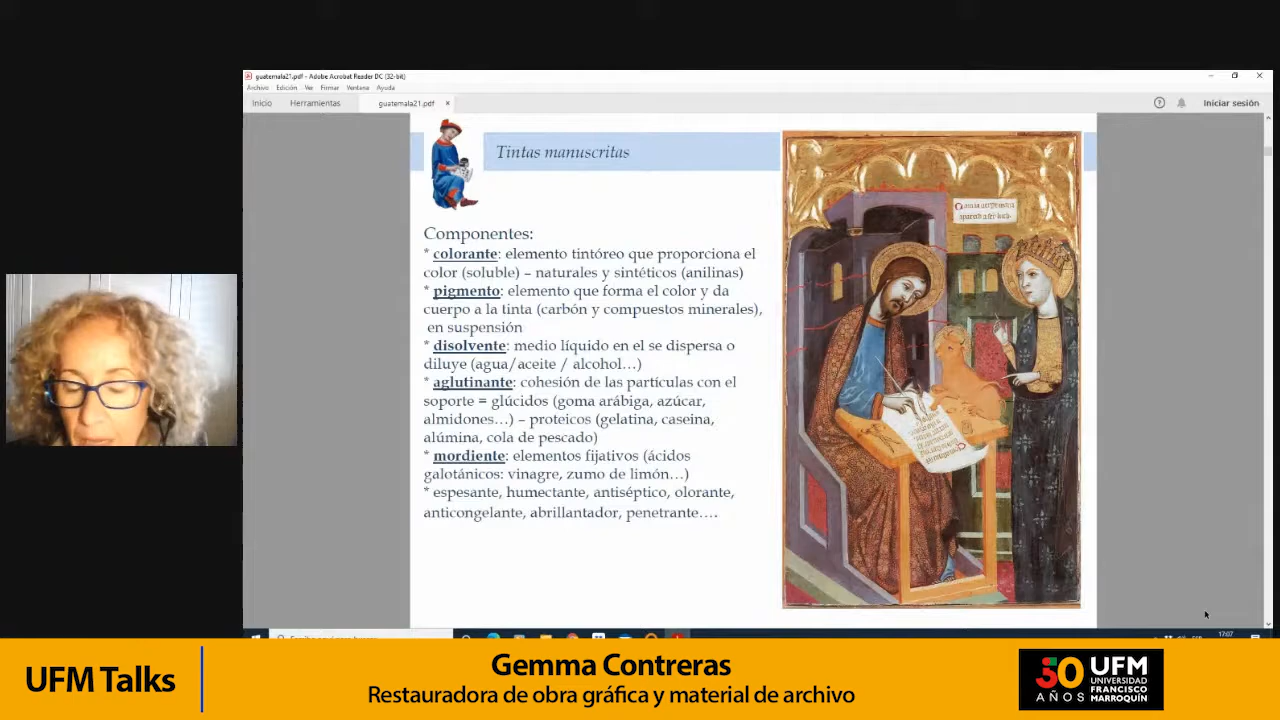 guatemala21.pdf - Adobe Acrobat Reader DC (32-bit)
Archivo Edición Ver Firmar Ventana Ayuda
Inicio Herramientas guatemala21.pdf × Iniciar sesión
Tintas manuscritas
Componentes:
* colorante: elemento tintóreo que proporciona el
color (soluble) – naturales y sintéticos (anilinas)
* pigmento: elemento que forma el color y da
cuerpo a la tinta (carbón y compuestos minerales),
en suspensión
* disolvente: medio líquido en el se dispersa o
diluye (agua/aceite / alcohol…)
* aglutinante: cohesión de las partículas con el
soporte = glúcidos (goma arábiga, azúcar,
almidones…) – proteicos (gelatina, caseina,
alúmina, cola de pescado)
* mordiente: elementos fijativos (ácidos
galotánicos: vinagre, zumo de limón…)
* espesante, humectante, antiséptico, olorante,
anticongelante, abrillantador, penetrante….
17:07
UFM Talks
Gemma Contreras
Restauradora de obra gráfica y material de archivo
50
AÑOS
UFM
UNIVERSIDAD
FRANCISCO
MARROQUÍN